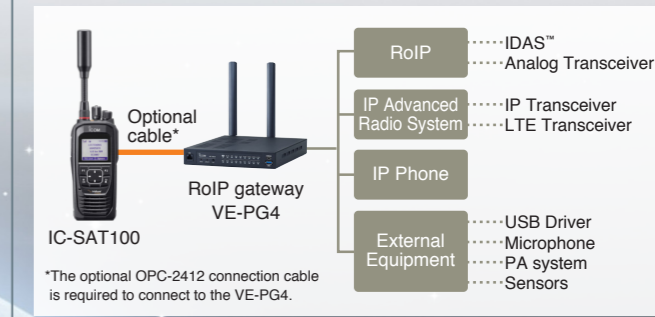 Optional
cable*
IC-SAT100
RoIP gateway
VE-PG4
RoIP
IDAS™
Analog Transceiver
IP Advanced
Radio System
IP Transceiver
LTE Transceiver
IP Phone
External
Equipment
USB Driver
Microphone
PA system
Sensors
*The optional OPC-2412 connection cable
is required to connect to the VE-PG4.